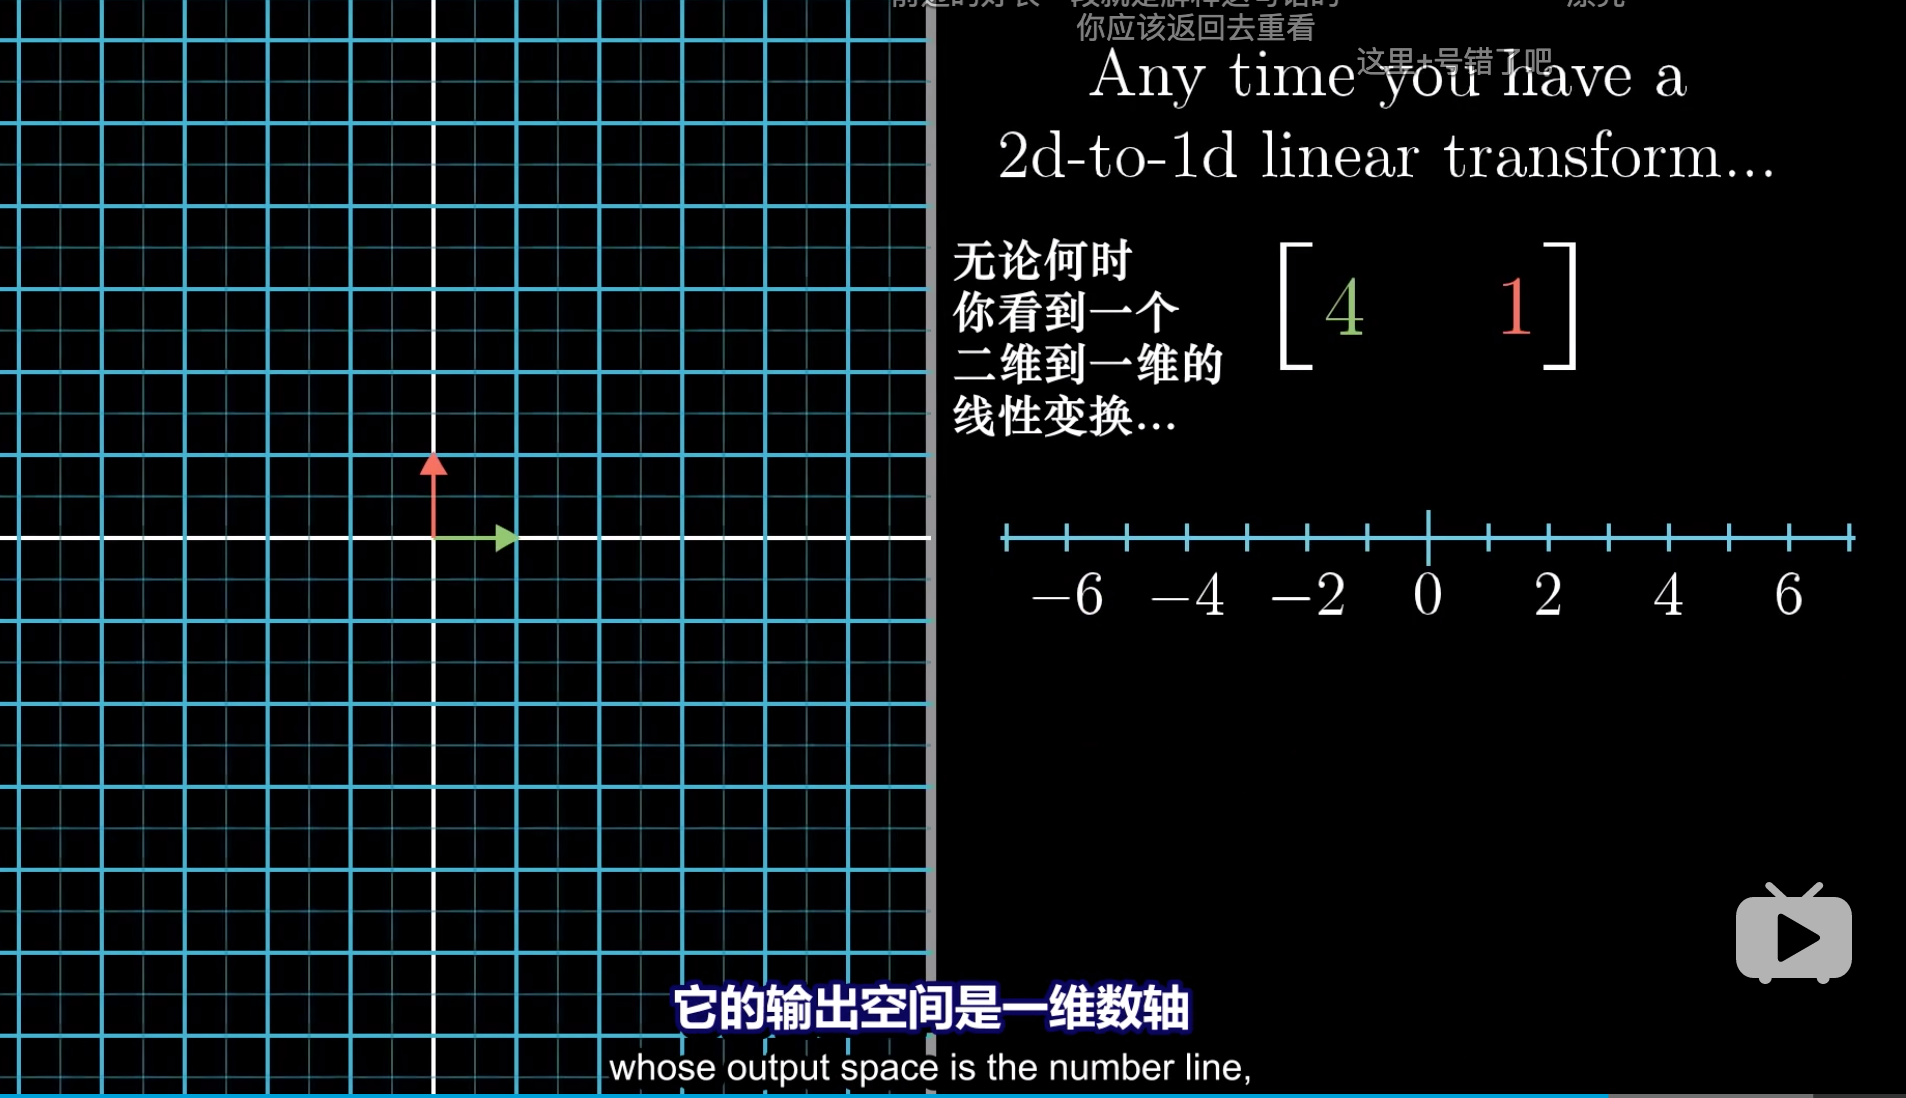 你应该返回去重看
这里+号错了吧
Any time you have a
2d-to-1d linear transform...
无论何时
你看到一个
二维到一维的
线性变换...
[4 1]
−6 −4 −2 0 2 4 6
它的输出空间是一维数轴
whose output space is the number line,